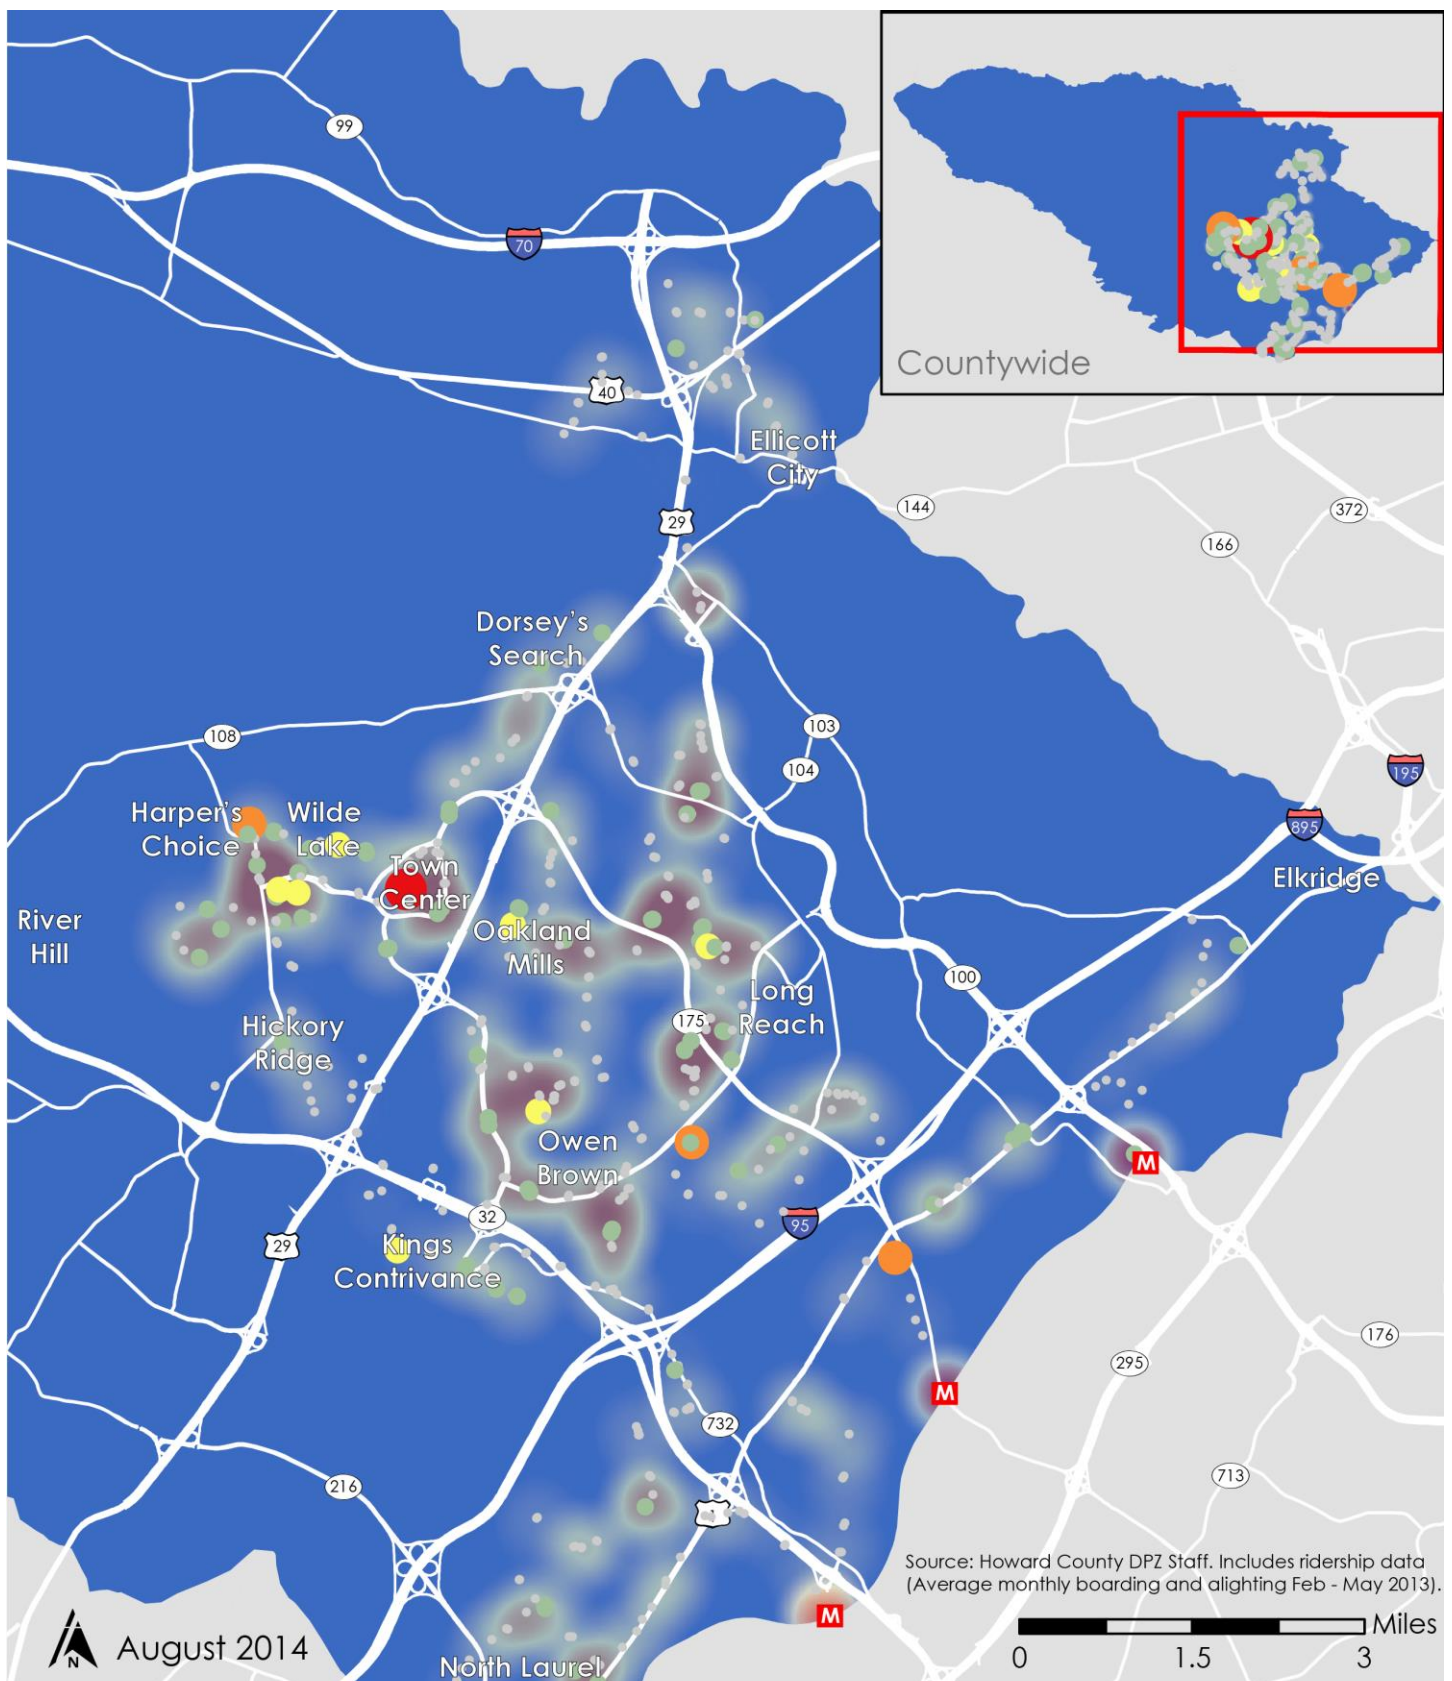 99
70
40
Countywide
Ellicott
City
144
372
166
29
Dorsey's
Search
103
108
104
195
895
Harper's
Choice
Wilde
Lake
Town
Center
Elkridge
River
Hill
Oakland
Mills
100
Long
Reach
175
Hickory
Ridge
Owen
Brown
M
32
95
29
Kings
Contrivance
176
295
M
732
713
216
Source: Howard County DPZ Staff. Includes ridership data
(Average monthly boarding and alighting Feb - May 2013).
M
Miles
0 1.5 3
N
August 2014
North Laurel